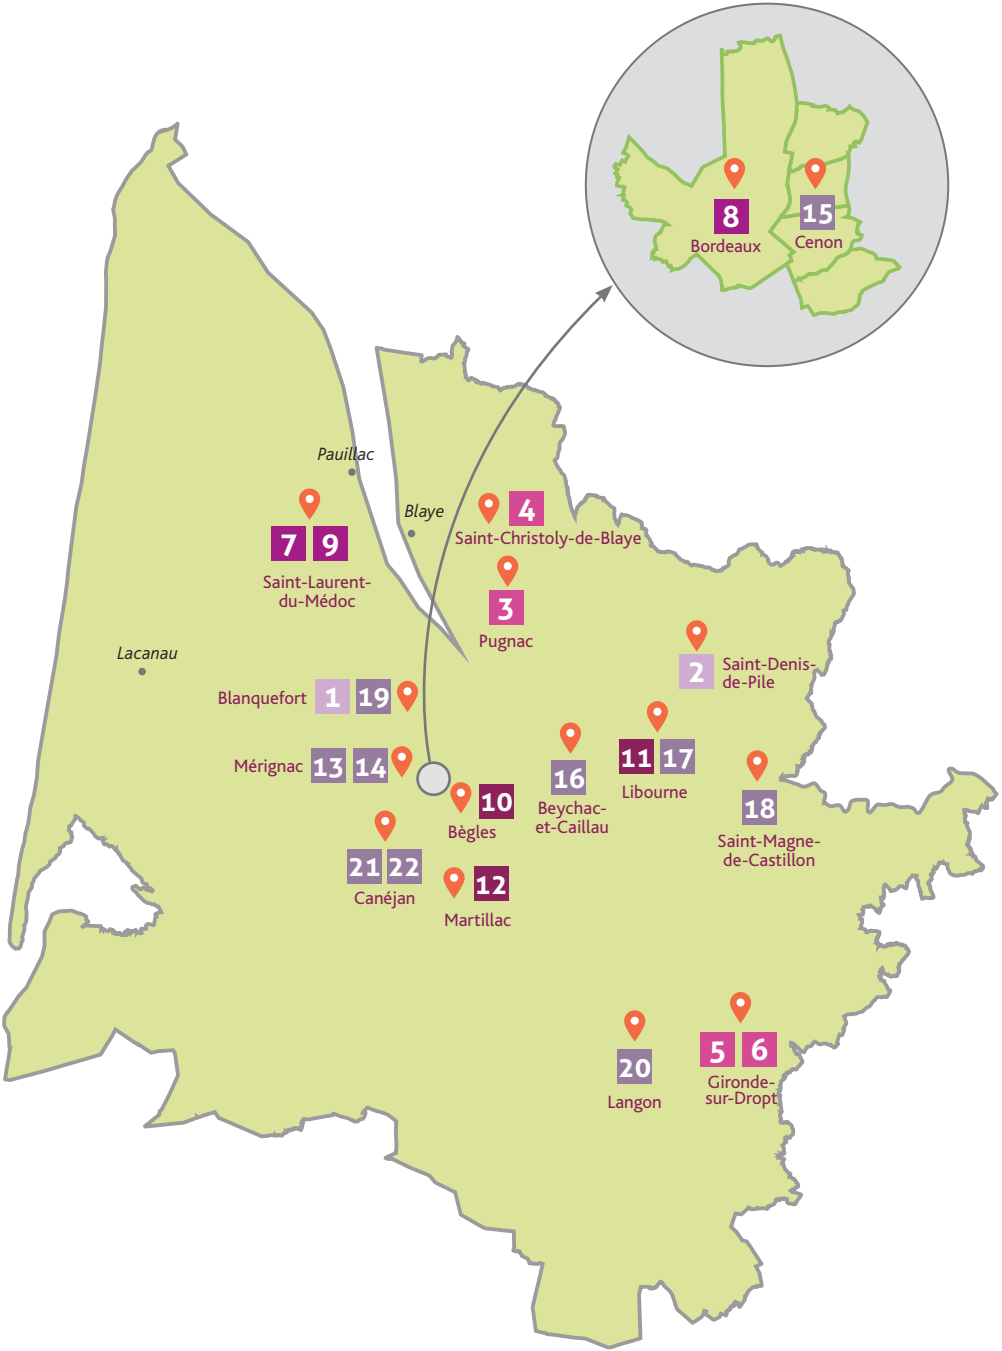 8
Bordeaux
15
Cenon
Pauillac
7 9
Saint-Laurent-
du-Médoc
Blaye
4
Saint-Christoly-de-Blaye
3
Pugnac
Lacanau
2
Saint-Denis-
de-Pile
Blanquefort 1 19
Mérignac 13 14
11 17
Libourne
16
Beychac-
et-Caillau
10
Bègles
18
Saint-Magne-
de-Castillon
21 22
Canéjan
12
Martillac
20
Langon
5 6
Gironde-
sur-Dropt